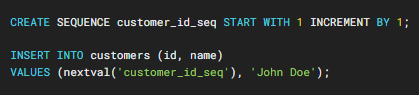 CREATE SEQUENCE customer_id_seq START WITH 1 INCREMENT BY 1;
INSERT INTO customers (id, name)
VALUES (nextval('customer_id_seq'), 'John Doe');